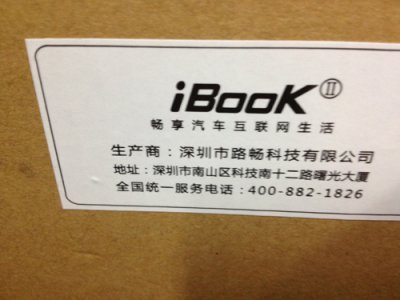 iBooK Ⅱ
畅享汽车互联网生活
生产商：深圳市路畅科技有限公司
地址：深圳市南山区科技南十二路曙光大厦
全国统一服务电话：400-882-1826